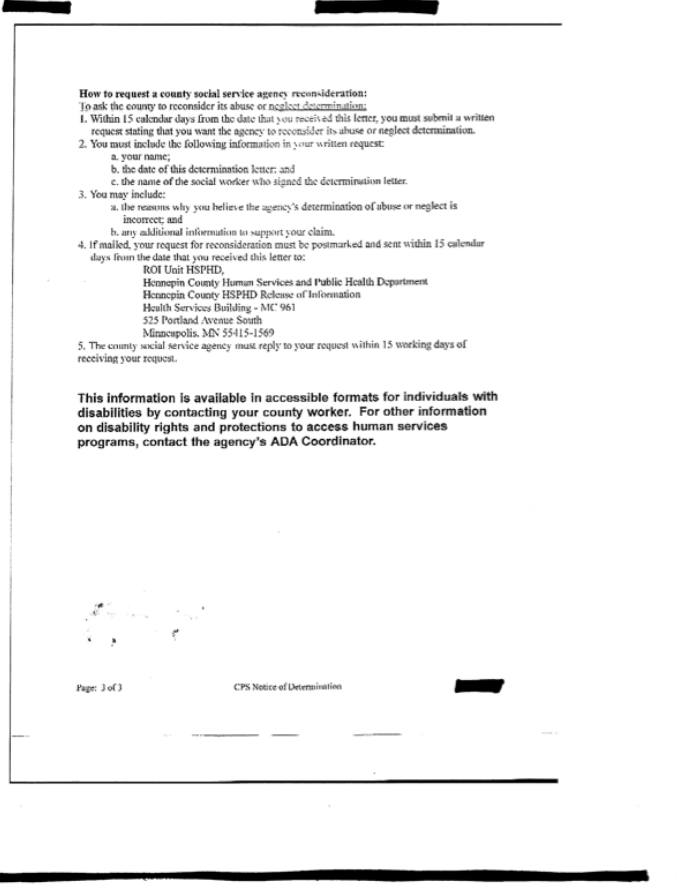 How to request a county social service agency reconsideration:
To ask the county to reconsider its abuse or neglect determination:
1. Within 15 calendar days from the date that you received this letter, you must submit a written
request stating that you want the agency to reconsider its abuse or neglect determination.
2. You must include the following information in your written request:
a. your name;
b. the date of this determination letter; and
c. the name of the social worker who signed the determination letter.
3. You may include:
a. the reasons why you believe the agency's determination of abuse or neglect is
incorrect; and
b. any additional information to support your claim.
4. If mailed, your request for reconsideration must be postmarked and sent within 15 calendar
days from the date that you received this letter to:
ROI Unit HSPHD,
Hennepin County Human Services and Public Health Department
Hennepin County HSPHD Release of Information
Health Services Building - MC 961
525 Portland Avenue South
Minneapolis, MN 55415-1569
5. The county social service agency must reply to your request within 15 working days of
receiving your request.
This information is available in accessible formats for individuals with
disabilities by contacting your county worker. For other information
on disability rights and protections to access human services
programs, contact the agency's ADA Coordinator.
Page: 3 of 3 CPS Notice of Determination